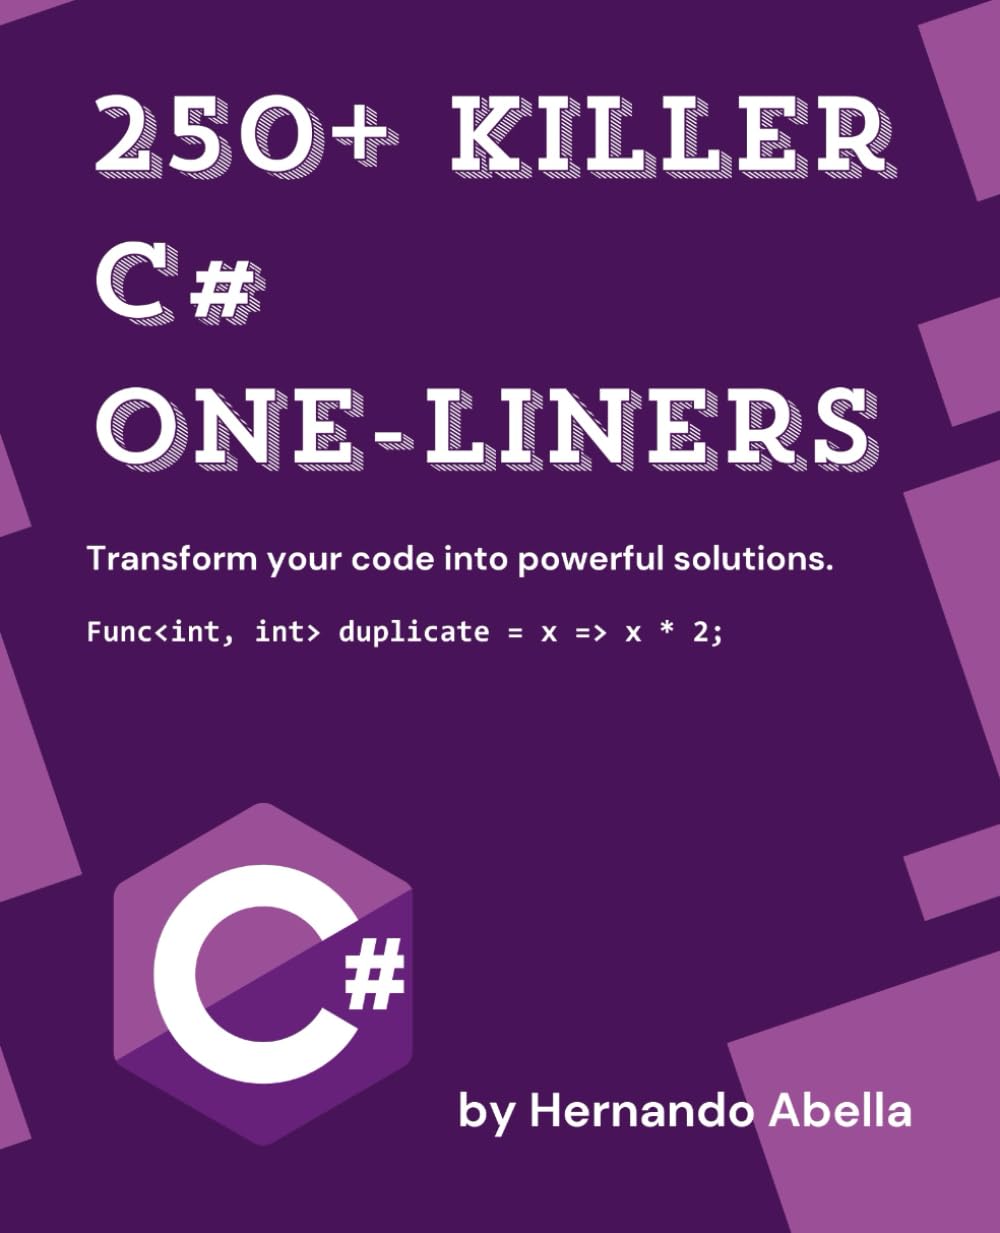 250+ KILLER
C#
ONE-LINERS
Transform your code into powerful solutions.
Func<int, int> duplicate = x => x * 2;
C#
by Hernando Abella